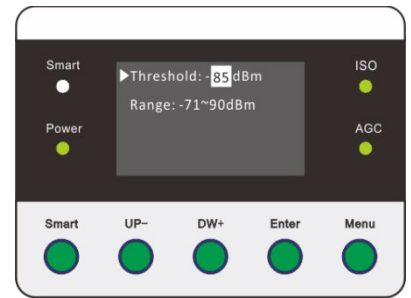 Smart
ISO
Threshold: -85dBm
Range: -71~90dBm
Power
AGC
Smart
UP-
DW+
Enter
Menu